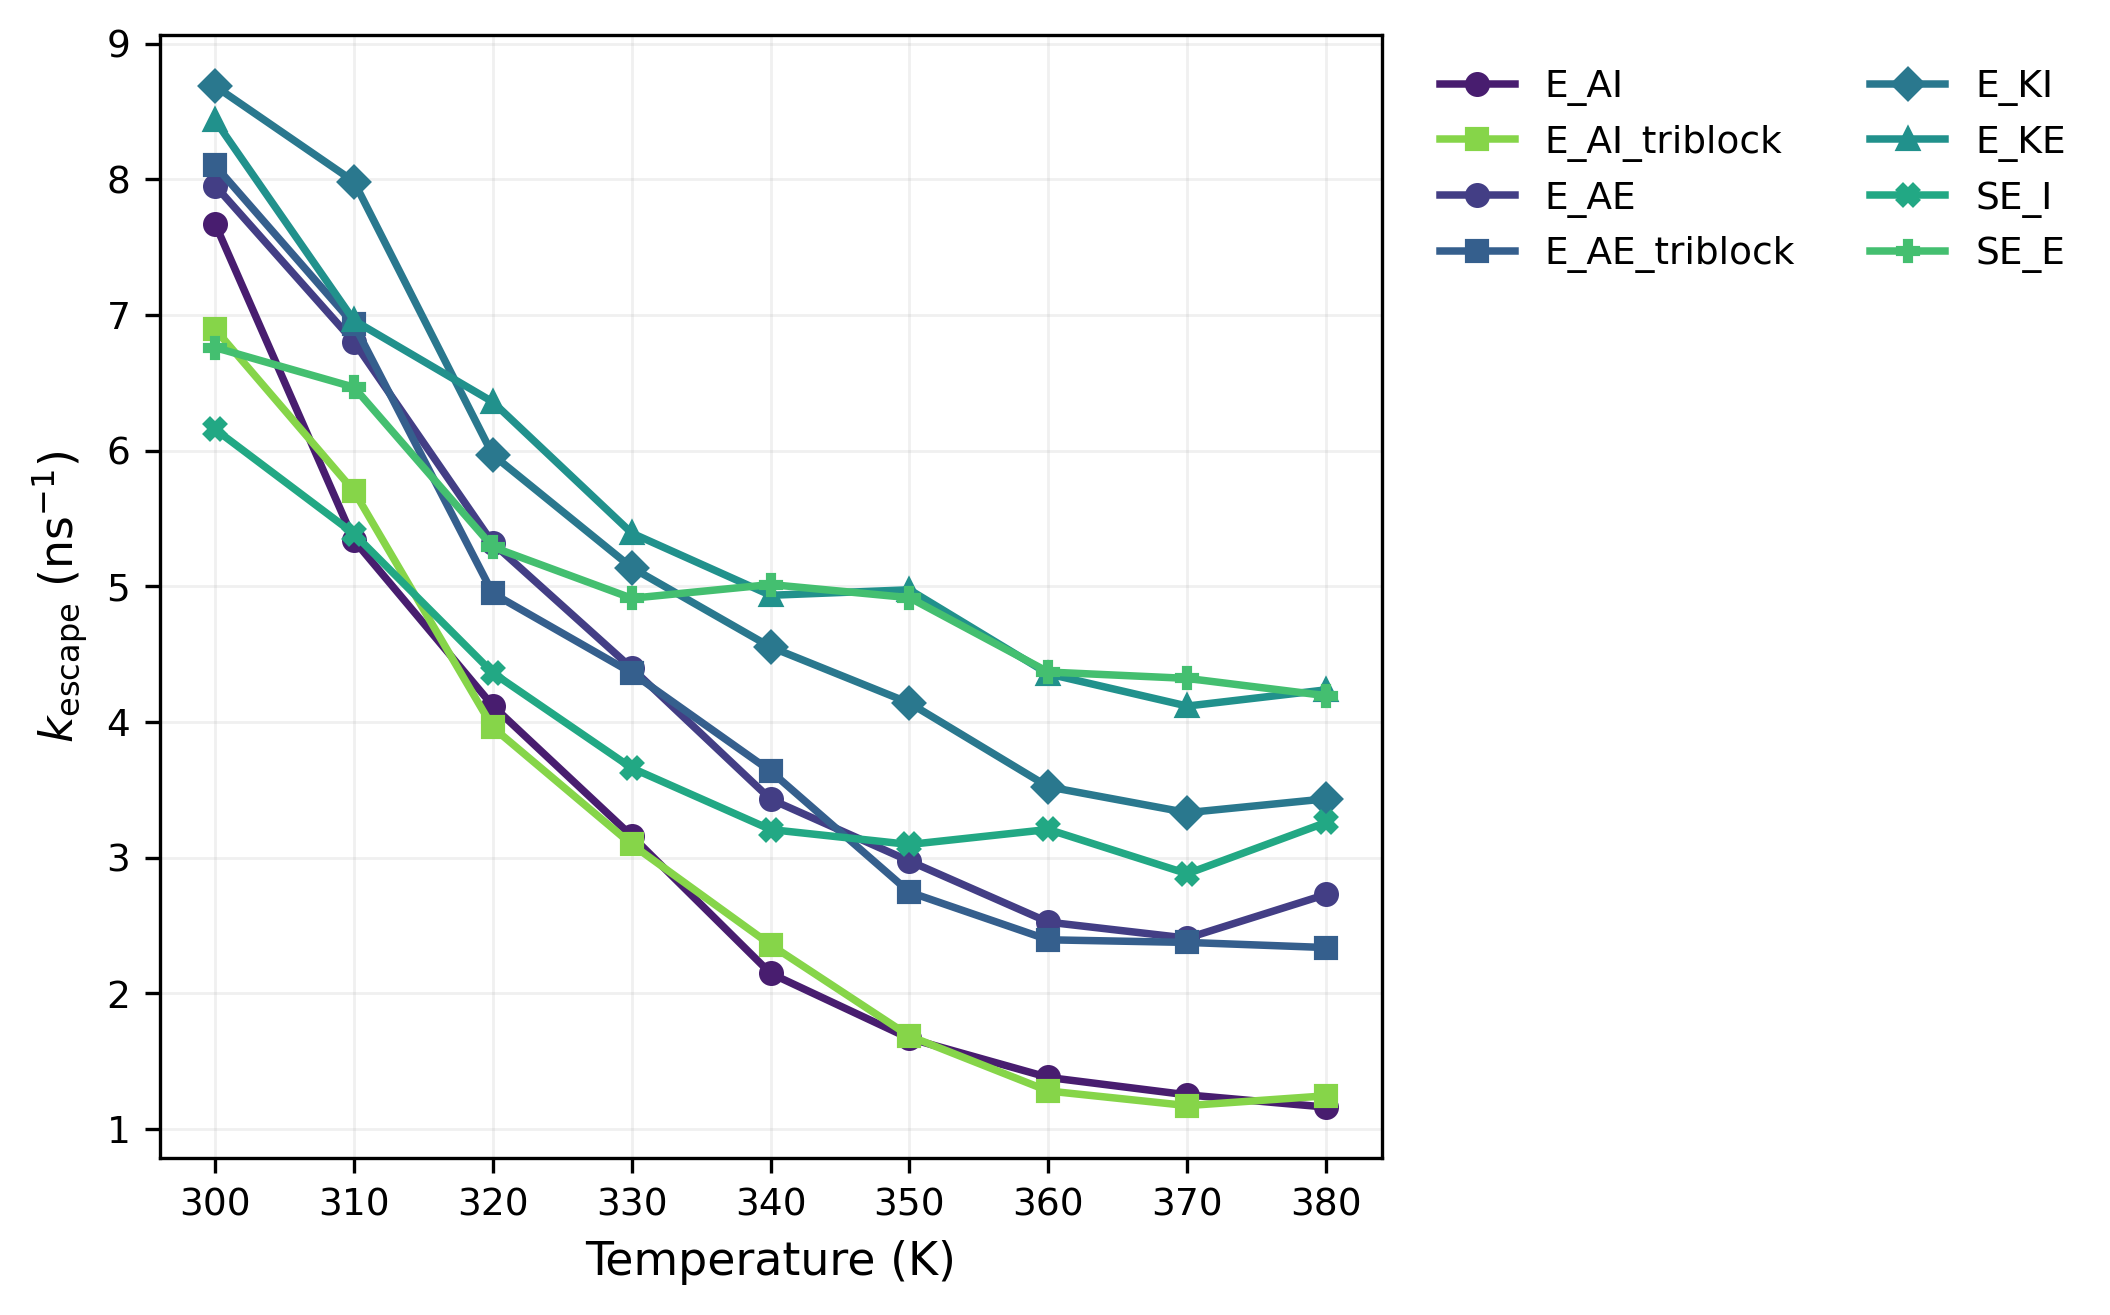 9
8
7
6
5
4
3
2
1
k_escape (ns⁻¹)
300 310 320 330 340 350 360 370 380
Temperature (K)
E_AI
E_AI_triblock
E_AE
E_AE_triblock
E_KI
E_KE
SE_I
SE_E